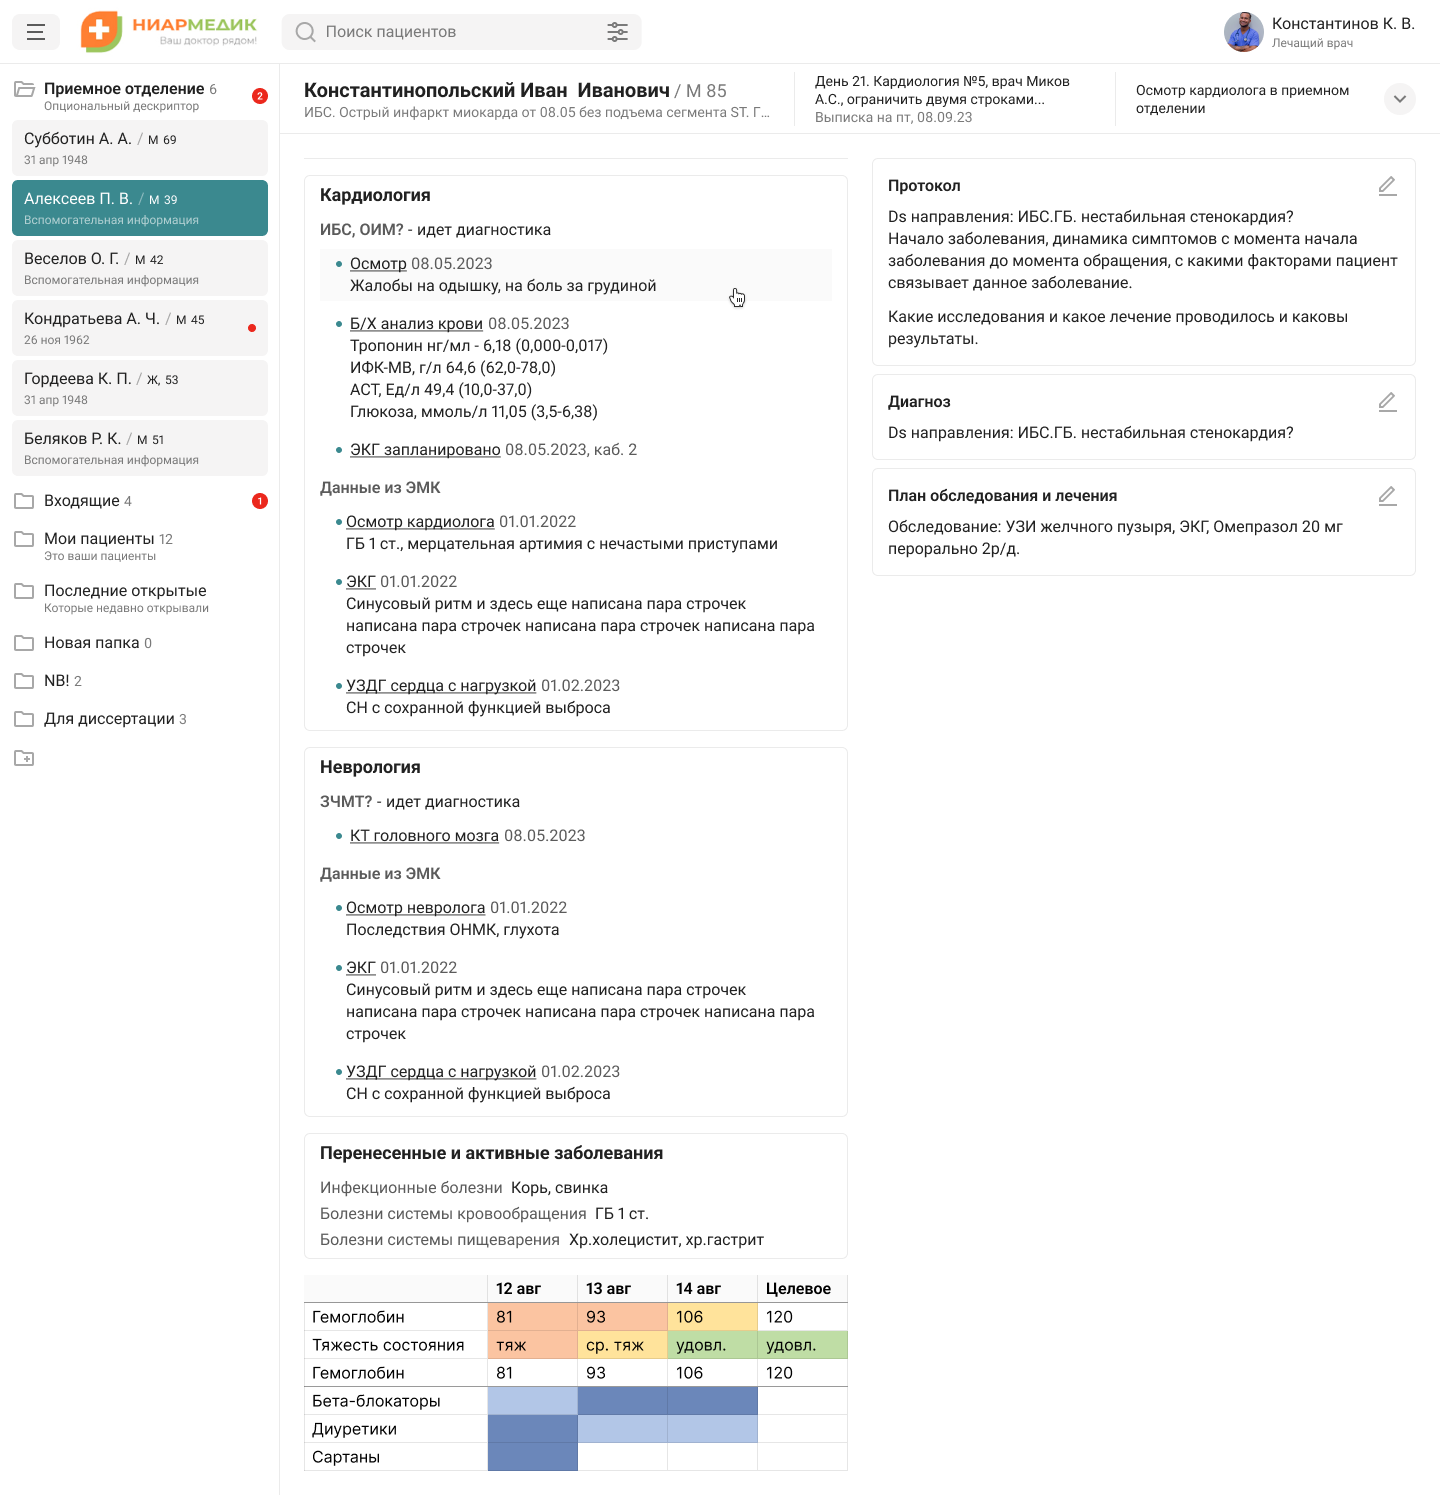 НИАРМЕДИК
Ваш доктор рядом!
Поиск пациентов
Константинов К. В.
Лечащий врач
Приемное отделение 6
Опциональный дескриптор
2
Субботин А. А. / М 69
31 апр 1948
Алексеев П. В. / М 39
Вспомогательная информация
Веселов О. Г. / М 42
Вспомогательная информация
Кондратьева А. Ч. / М 45
26 ноя 1962
Гордеева К. П. / Ж, 53
31 апр 1948
Беляков Р. К. / М 51
Вспомогательная информация
Входящие 4
1
Мои пациенты 12
Это ваши пациенты
Последние открытые
Которые недавно открывали
Новая папка 0
NB! 2
Для диссертации 3
Константинопольский Иван Иванович / М 85
ИБС. Острый инфаркт миокарда от 08.05 без подъема сегмента ST. Г...
День 21. Кардиология №5, врач Миков
А.С., ограничить двумя строками...
Выписка на пт, 08.09.23
Осмотр кардиолога в приемном
отделении
Кардиология
ИБС, ОИМ? - идет диагностика
Осмотр 08.05.2023
Жалобы на одышку, на боль за грудиной
Б/Х анализ крови 08.05.2023
Тропонин нг/мл - 6,18 (0,000-0,017)
ИФК-МВ, г/л 64,6 (62,0-78,0)
АСТ, Ед/л 49,4 (10,0-37,0)
Глюкоза, ммоль/л 11,05 (3,5-6,38)
ЭКГ запланировано 08.05.2023, каб. 2
Данные из ЭМК
Осмотр кардиолога 01.01.2022
ГБ 1 ст., мерцательная артимия с нечастыми приступами
ЭКГ 01.01.2022
Синусовый ритм и здесь еще написана пара строчек
написана пара строчек написана пара строчек написана пара
строчек
УЗДГ сердца с нагрузкой 01.02.2023
СН с сохранной функцией выброса
Неврология
ЗЧМТ? - идет диагностика
КТ головного мозга 08.05.2023
Данные из ЭМК
Осмотр невролога 01.01.2022
Последствия ОНМК, глухота
ЭКГ 01.01.2022
Синусовый ритм и здесь еще написана пара строчек
написана пара строчек написана пара строчек написана пара
строчек
УЗДГ сердца с нагрузкой 01.02.2023
СН с сохранной функцией выброса
Перенесенные и активные заболевания
Инфекционные болезни Корь, свинка
Болезни системы кровообращения ГБ 1 ст.
Болезни системы пищеварения Хр.холецистит, хр.гастрит
12 авг 13 авг 14 авг Целевое
Гемоглобин 81 93 106 120
Тяжесть состояния тяж ср. тяж удовл. удовл.
Гемоглобин 81 93 106 120
Бета-блокаторы
Диуретики
Сартаны
Протокол
Ds направления: ИБС.ГБ. нестабильная стенокардия?
Начало заболевания, динамика симптомов с момента начала
заболевания до момента обращения, с какими факторами пациент
связывает данное заболевание.
Какие исследования и какое лечение проводилось и каковы
результаты.
Диагноз
Ds направления: ИБС.ГБ. нестабильная стенокардия?
План обследования и лечения
Обследование: УЗИ желчного пузыря, ЭКГ, Омепразол 20 мг
перорально 2р/д.